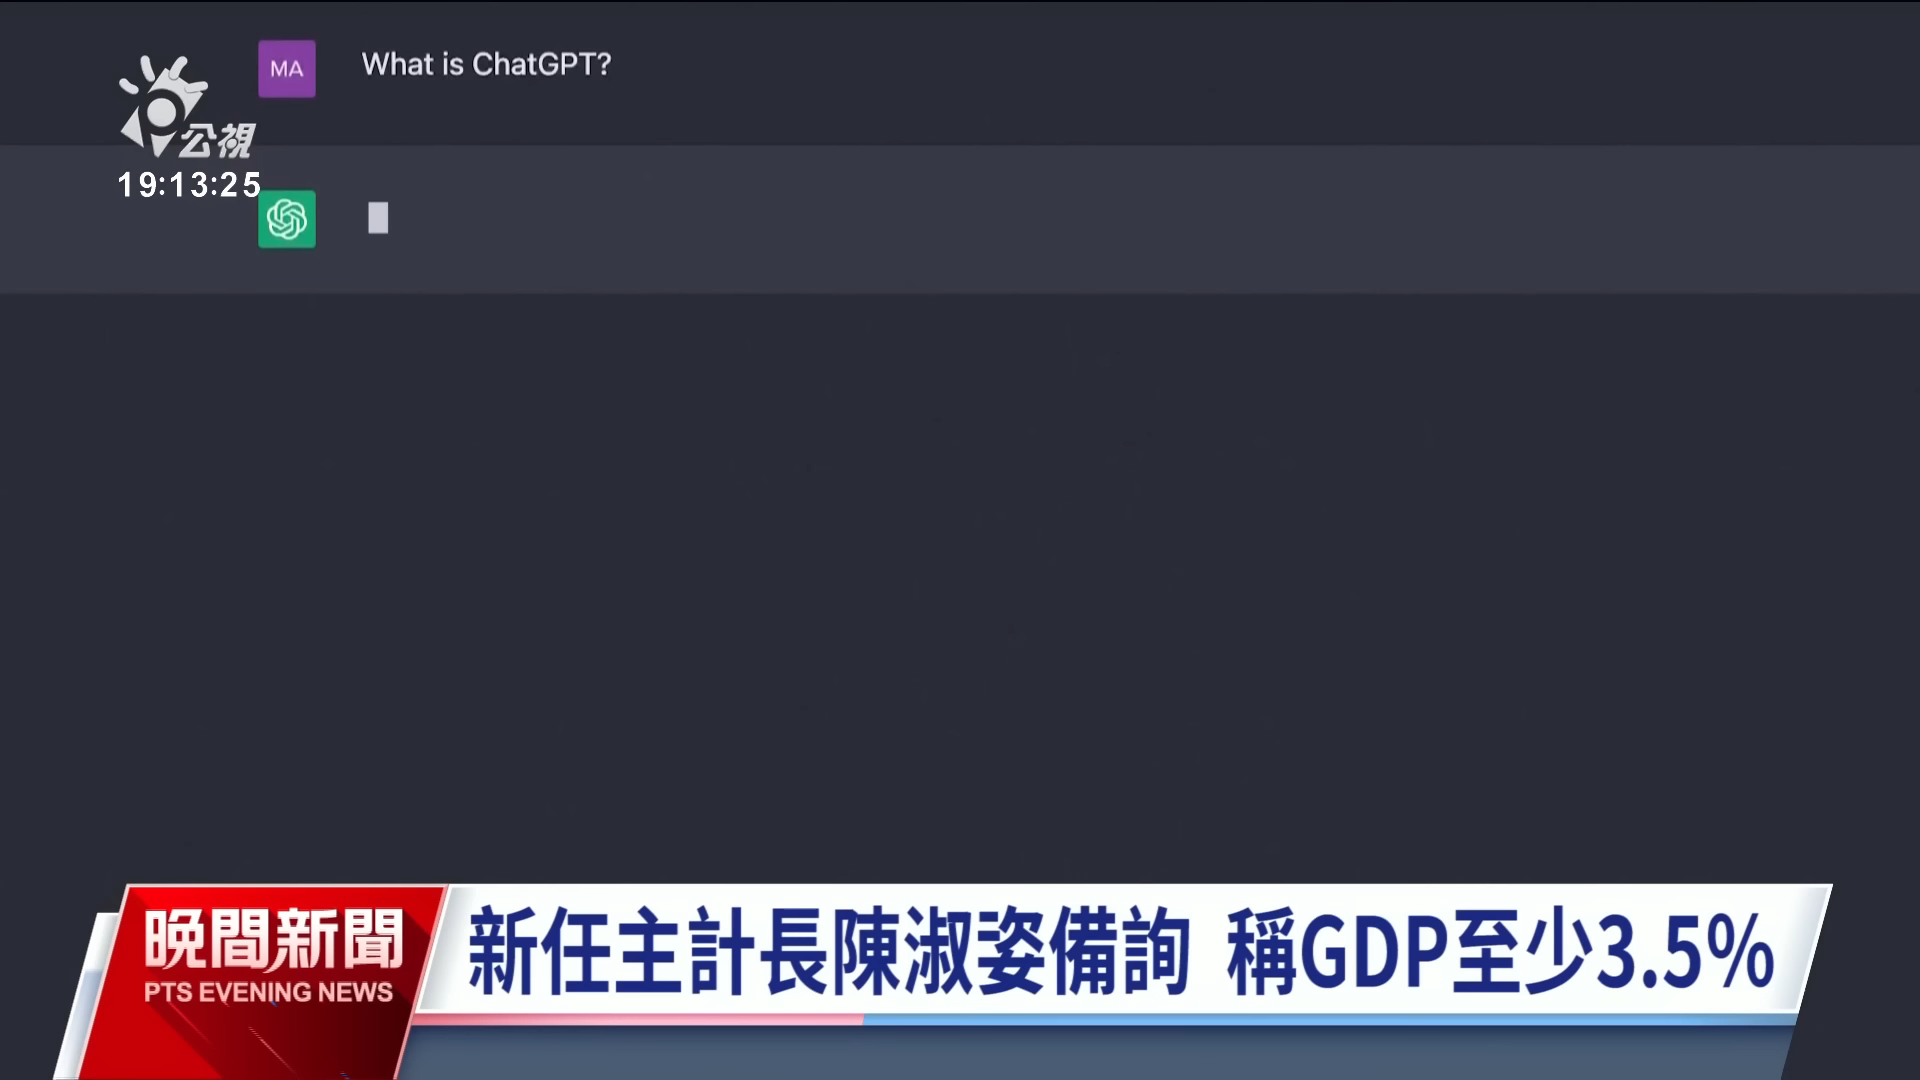 MA
What is ChatGPT?
公視
19:13:25
晚間新聞
PTS EVENING NEWS
新任主計長陳淑姿備詢 稱GDP至少3.5%